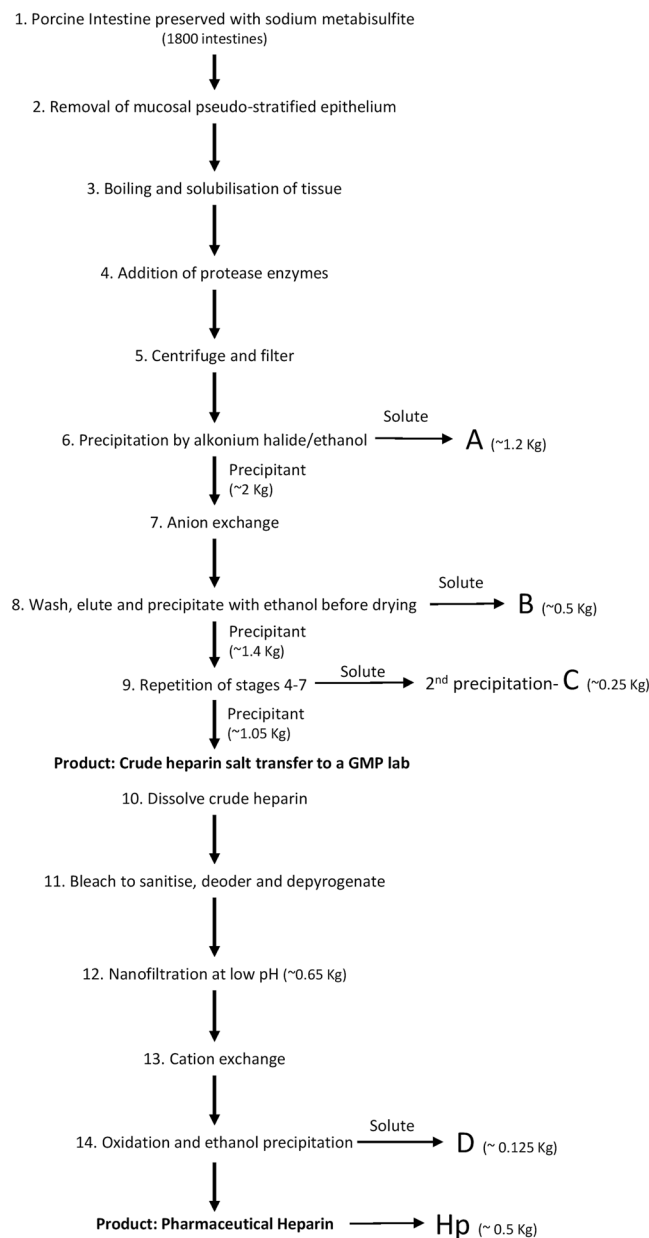 1. Porcine Intestine preserved with sodium metabisulfite
(1800 intestines)
2. Removal of mucosal pseudo-stratified epithelium
3. Boiling and solubilisation of tissue
4. Addition of protease enzymes
5. Centrifuge and filter
Solute
6. Precipitation by alkonium halide/ethanol
A (~1.2 Kg)
Precipitant
(~2 Kg)
7. Anion exchange
Solute
8. Wash, elute and precipitate with ethanol before drying
B (~0.5 Kg)
Precipitant
(~1.4 Kg)
Solute
9. Repetition of stages 4-7
2nd precipitation- C (~0.25 Kg)
Precipitant
(~1.05 Kg)
Product: Crude heparin salt transfer to a GMP lab
10. Dissolve crude heparin
11. Bleach to sanitise, deoder and depyrogenate
12. Nanofiltration at low pH (~0.65 Kg)
13. Cation exchange
Solute
14. Oxidation and ethanol precipitation
D (~ 0.125 Kg)
Product: Pharmaceutical Heparin
Hp (~ 0.5 Kg)